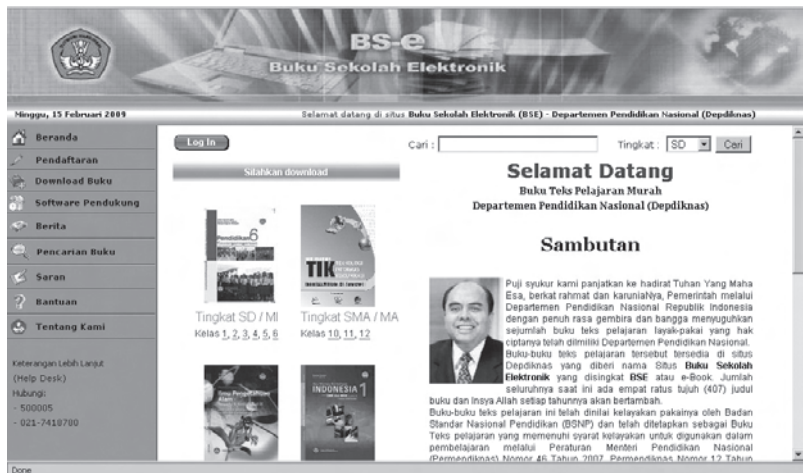 BS-e
Buku Sekolah Elektronik
Minggu, 15 Februari 2009
Selamat datang di situs Buku Sekolah Elektronik (BSE) - Departemen Pendidikan Nasional (Depdiknas)
Beranda
Pendaftaran
Download Buku
Software Pendukung
Berita
Pencarian Buku
Saran
Bantuan
Tentang Kami
Keterangan Lebih Lanjut
(Help Desk)
Hubungi:
- 500005
- 021-7418780
Log In
Silahkan download
Pendidikan 6
Tingkat SD / MI
Kelas 1, 2, 3, 4, 5, 6
TIK
Tingkat SMA / MA
Kelas 10, 11, 12
INDONESIA 1
Cari :
Tingkat : SD
Cari
Selamat Datang
Buku Teks Pelajaran Murah
Departemen Pendidikan Nasional (Depdiknas)
Sambutan
Puji syukur kami panjatkan ke hadirat Tuhan Yang Maha
Esa, berkat rahmat dan karuniaNya, Pemerintah melalui
Departemen Pendidikan Nasional Republik Indonesia
dengan penuh rasa gembira dan bangga menyuguhkan
sejumlah buku teks pelajaran layak-pakai yang hak
ciptanya telah dilmiliki Departemen Pendidikan Nasional.
Buku-buku teks pelajaran tersebut tersedia di situs
Depdiknas yang diberi nama Situs Buku Sekolah
Elektronik yang disingkat BSE atau e-Book. Jumlah
seluruhnya saat ini ada empat ratus tujuh (407) judul
buku dan Insya Allah setiap tahunnya akan bertambah.
Buku-buku teks pelajaran ini telah dinilai kelayakan pakainya oleh Badan
Standar Nasional Pendidikan (BSNP) dan telah ditetapkan sebagai Buku
Teks pelajaran yang memenuhi syarat kelayakan untuk digunakan dalam
pembelajaran melalui Peraturan Menteri Pendidikan Nasional
(Permendiknas) Nomor 46 Tahun 2007, Permendiknas Nomor 12 Tahun
Done